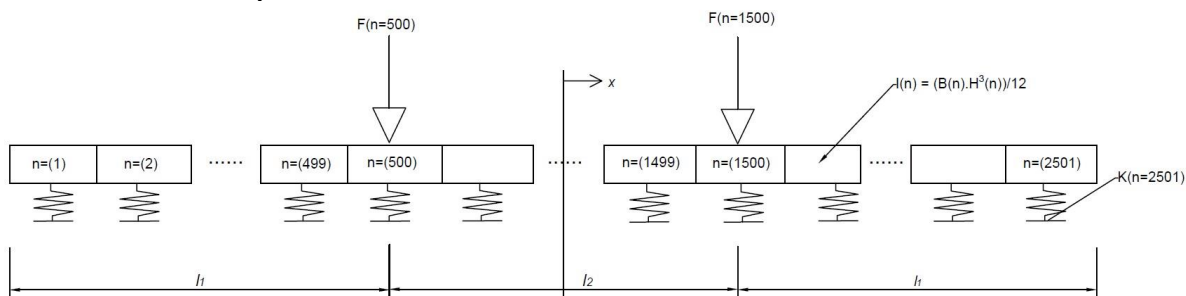 F(n=500)
F(n=1500)
x
I(n) = (B(n).H³(n))/12
n=(1)
n=(2)
......
n=(499)
n=(500)
......
n=(1499)
n=(1500)
......
n=(2501)
K(n=2501)
l₁
l₂
l₁